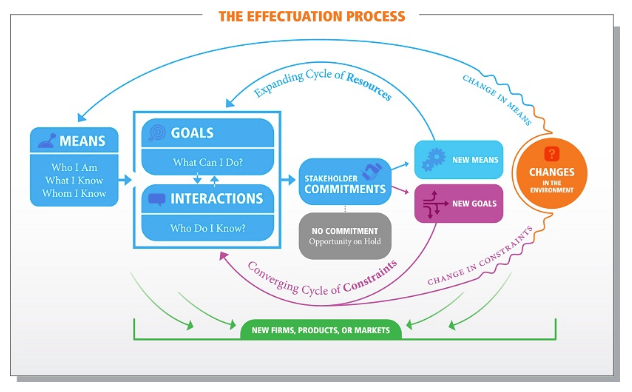 THE EFFECTUATION PROCESS
CHANGE IN MEANS
Expanding Cycle of Resources
MEANS
Who I Am
What I Know
Whom I Know
GOALS
What Can I Do?
INTERACTIONS
Who Do I Know?
STAKEHOLDER
COMMITMENTS
NO COMMITMENT
Opportunity on Hold
NEW MEANS
NEW GOALS
?
CHANGES
IN THE
ENVIRONMENT
Converging Cycle of Constraints
CHANGE IN CONSTRAINTS
NEW FIRMS, PRODUCTS, OR MARKETS